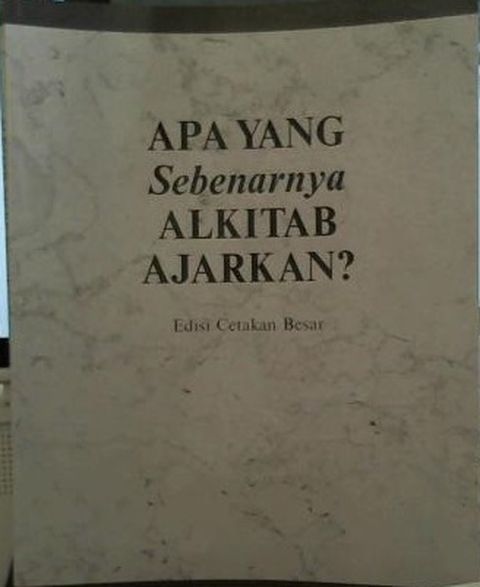 APA YANG
Sebenarnya
ALKITAB
AJARKAN?
Edisi Cetakan Besar